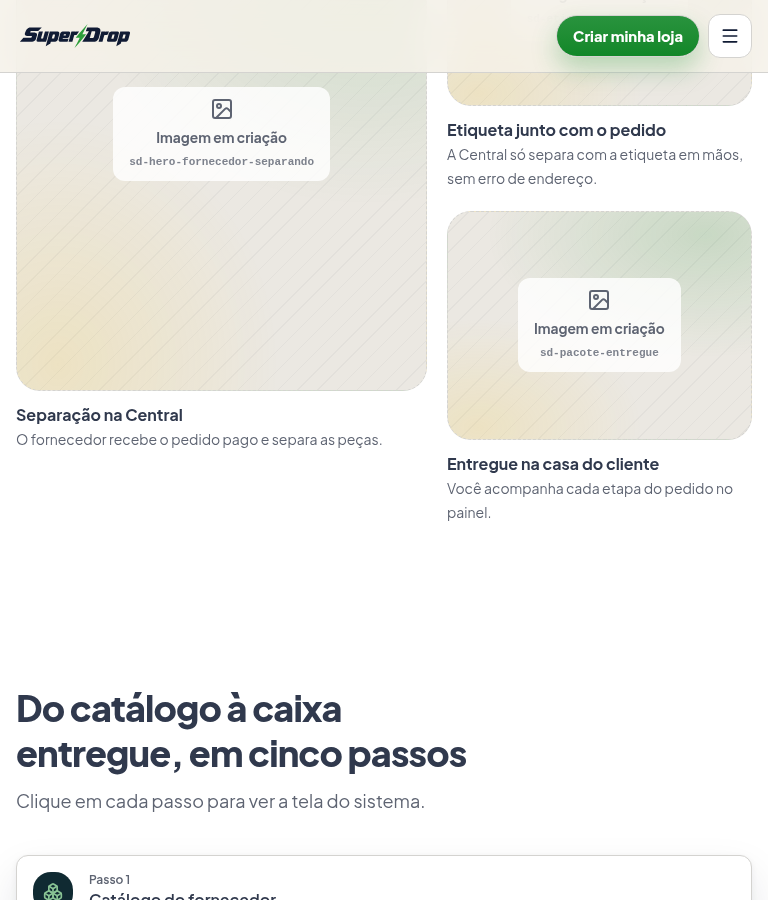 SuperDrop
Criar minha loja
Imagem em criação
sd-hero-fornecedor-separando
Separação na Central
O fornecedor recebe o pedido pago e separa as peças.
Etiqueta junto com o pedido
A Central só separa com a etiqueta em mãos,
sem erro de endereço.
Imagem em criação
sd-pacote-entregue
Entregue na casa do cliente
Você acompanha cada etapa do pedido no
painel.
Do catálogo à caixa
entregue, em cinco passos
Clique em cada passo para ver a tela do sistema.
Passo 1
Catálogo do fornecedor